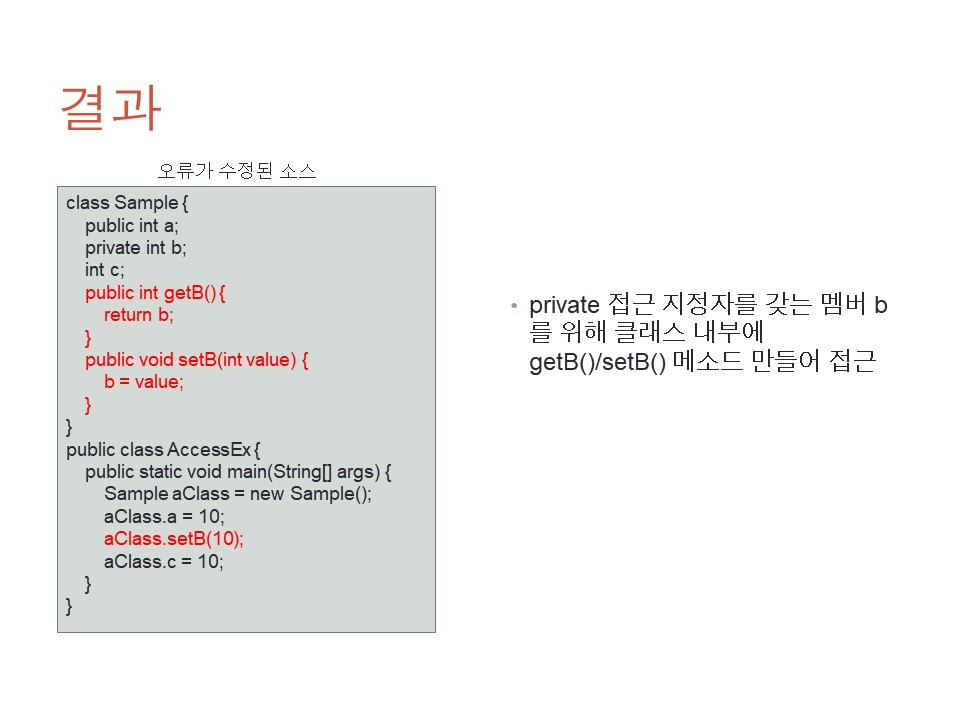 결과
오류가 수정된 소스
class Sample {
public int a;
private int b;
int c;
public int getB() {
return b;
}
public void setB(int value) {
b = value;
}
}
public class AccessEx {
public static void main(String[] args) {
Sample aClass = new Sample();
aClass.a = 10;
aClass.setB(10);
aClass.c = 10;
}
}
• private 접근 지정자를 갖는 멤버 b
를 위해 클래스 내부에
getB()/setB() 메소드 만들어 접근